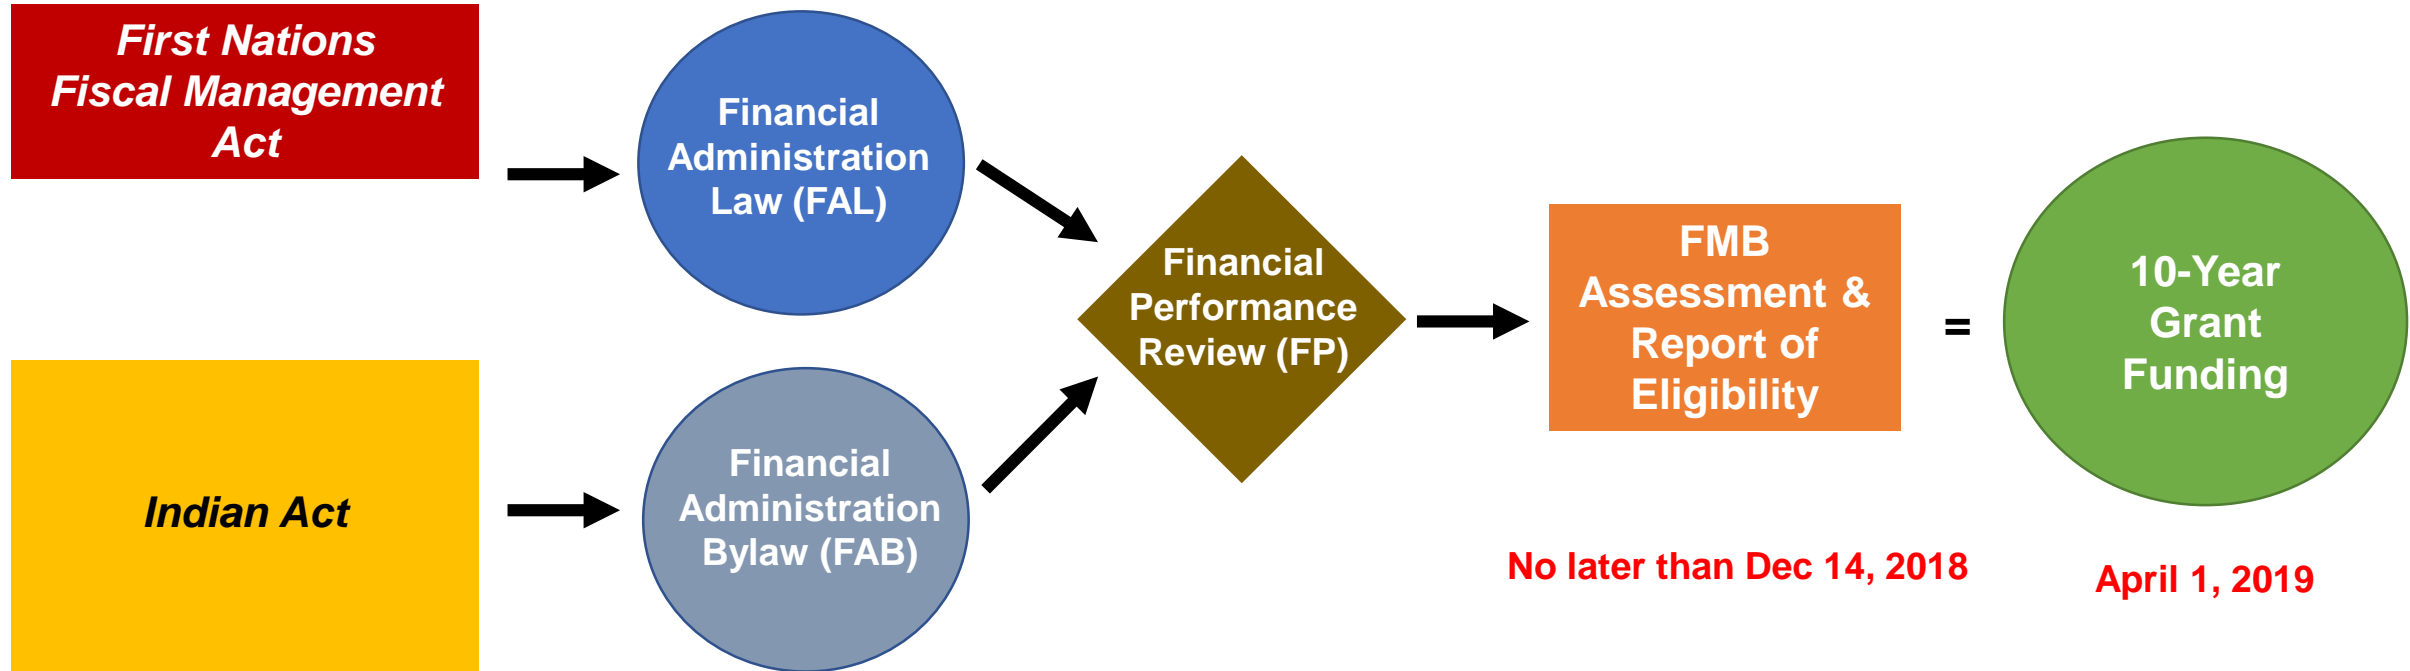 First Nations
Fiscal Management
Act
Financial
Administration
Law (FAL)
Indian Act
Financial
Administration
Bylaw (FAB)
Financial
Performance
Review (FP)
FMB
Assessment &
Report of
Eligibility
=
10-Year
Grant
Funding
No later than Dec 14, 2018
April 1, 2019